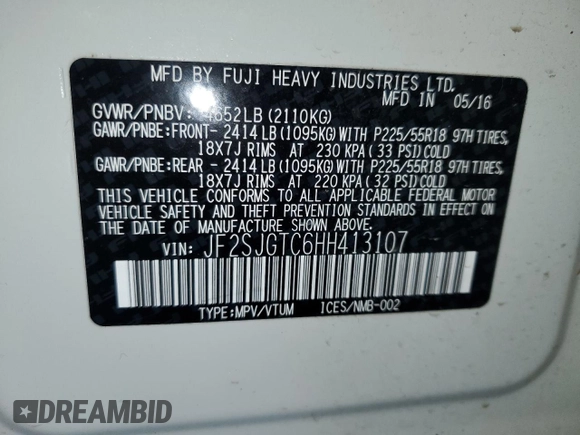 MFD BY FUJI HEAVY INDUSTRIES LTD.
MFD IN 05/16
GVWR/PNBV: 4652LB (2110KG)
GAWR/PNBE:FRONT- 2414 LB (1095KG) WITH P225/55R18 97H TIRES,
18X7J RIMS AT 230 KPA (33 PSI) COLD
GAWR/PNBE:REAR - 2414 LB (1095KG) WITH P225/55R18 97H TIRES,
18X7J RIMS AT 220 KPA (32 PSI) COLD
THIS VEHICLE CONFORMS TO ALL APPLICABLE FEDERAL MOTOR
VEHICLE SAFETY AND THEFT PREVENTION STANDARDS IN EFFECT ON
THE DATE OF MANUFACTURE SHOWN ABOVE.
VIN: JF2SJGTC6HH413107
TYPE:MPV/VTUM ICES/NMB-002
DREAMBID